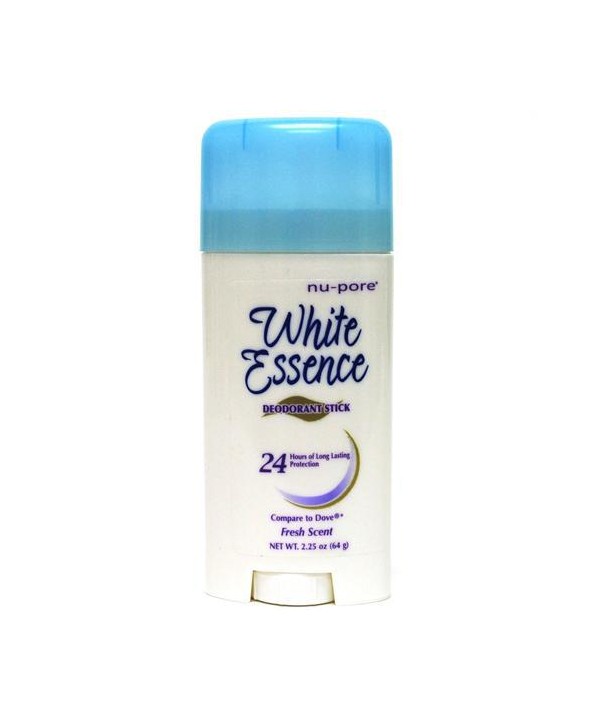 nu-pore®
White
Essence
DEODORANT STICK
24 Hours of Long Lasting
Protection
Compare to Dove®*
Fresh Scent
NET WT. 2.25 oz (64 g)